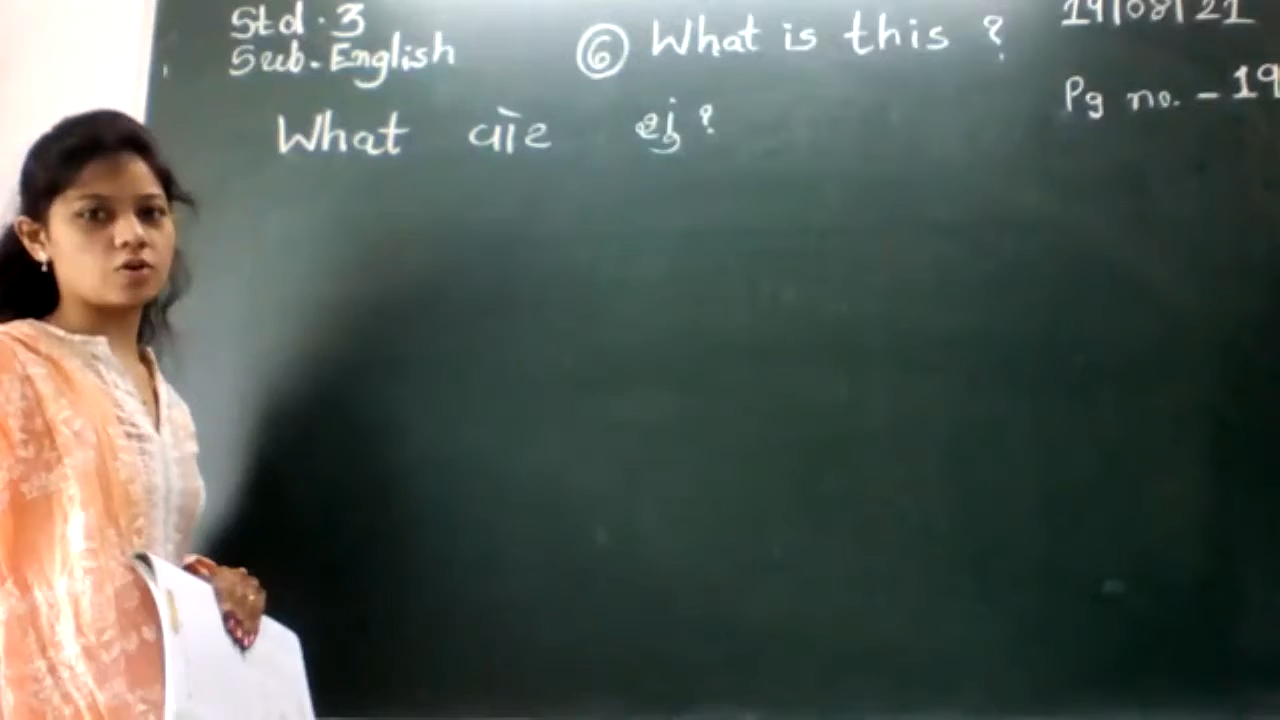 Std. 3
Sub. English
⑥ What is this ?
19/08/21
Pg no. - 19
What વોટ શું?